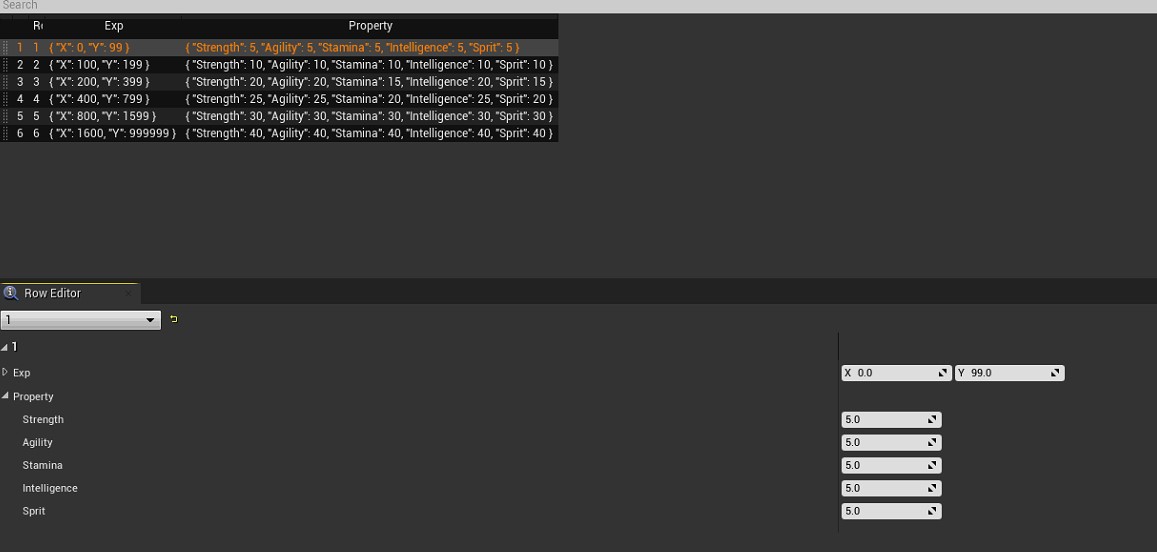 Search
Exp Property
1 1 { "X": 0, "Y": 99 } { "Strength": 5, "Agility": 5, "Stamina": 5, "Intelligence": 5, "Sprit": 5 }
2 2 { "X": 100, "Y": 199 } { "Strength": 10, "Agility": 10, "Stamina": 10, "Intelligence": 10, "Sprit": 10 }
3 3 { "X": 200, "Y": 399 } { "Strength": 20, "Agility": 20, "Stamina": 15, "Intelligence": 20, "Sprit": 15 }
4 4 { "X": 400, "Y": 799 } { "Strength": 25, "Agility": 25, "Stamina": 20, "Intelligence": 25, "Sprit": 20 }
5 5 { "X": 800, "Y": 1599 } { "Strength": 30, "Agility": 30, "Stamina": 30, "Intelligence": 30, "Sprit": 30 }
6 6 { "X": 1600, "Y": 999999 } { "Strength": 40, "Agility": 40, "Stamina": 40, "Intelligence": 40, "Sprit": 40 }
Row Editor
1
1
Exp X 0.0 Y 99.0
Property
Strength 5.0
Agility 5.0
Stamina 5.0
Intelligence 5.0
Sprit 5.0